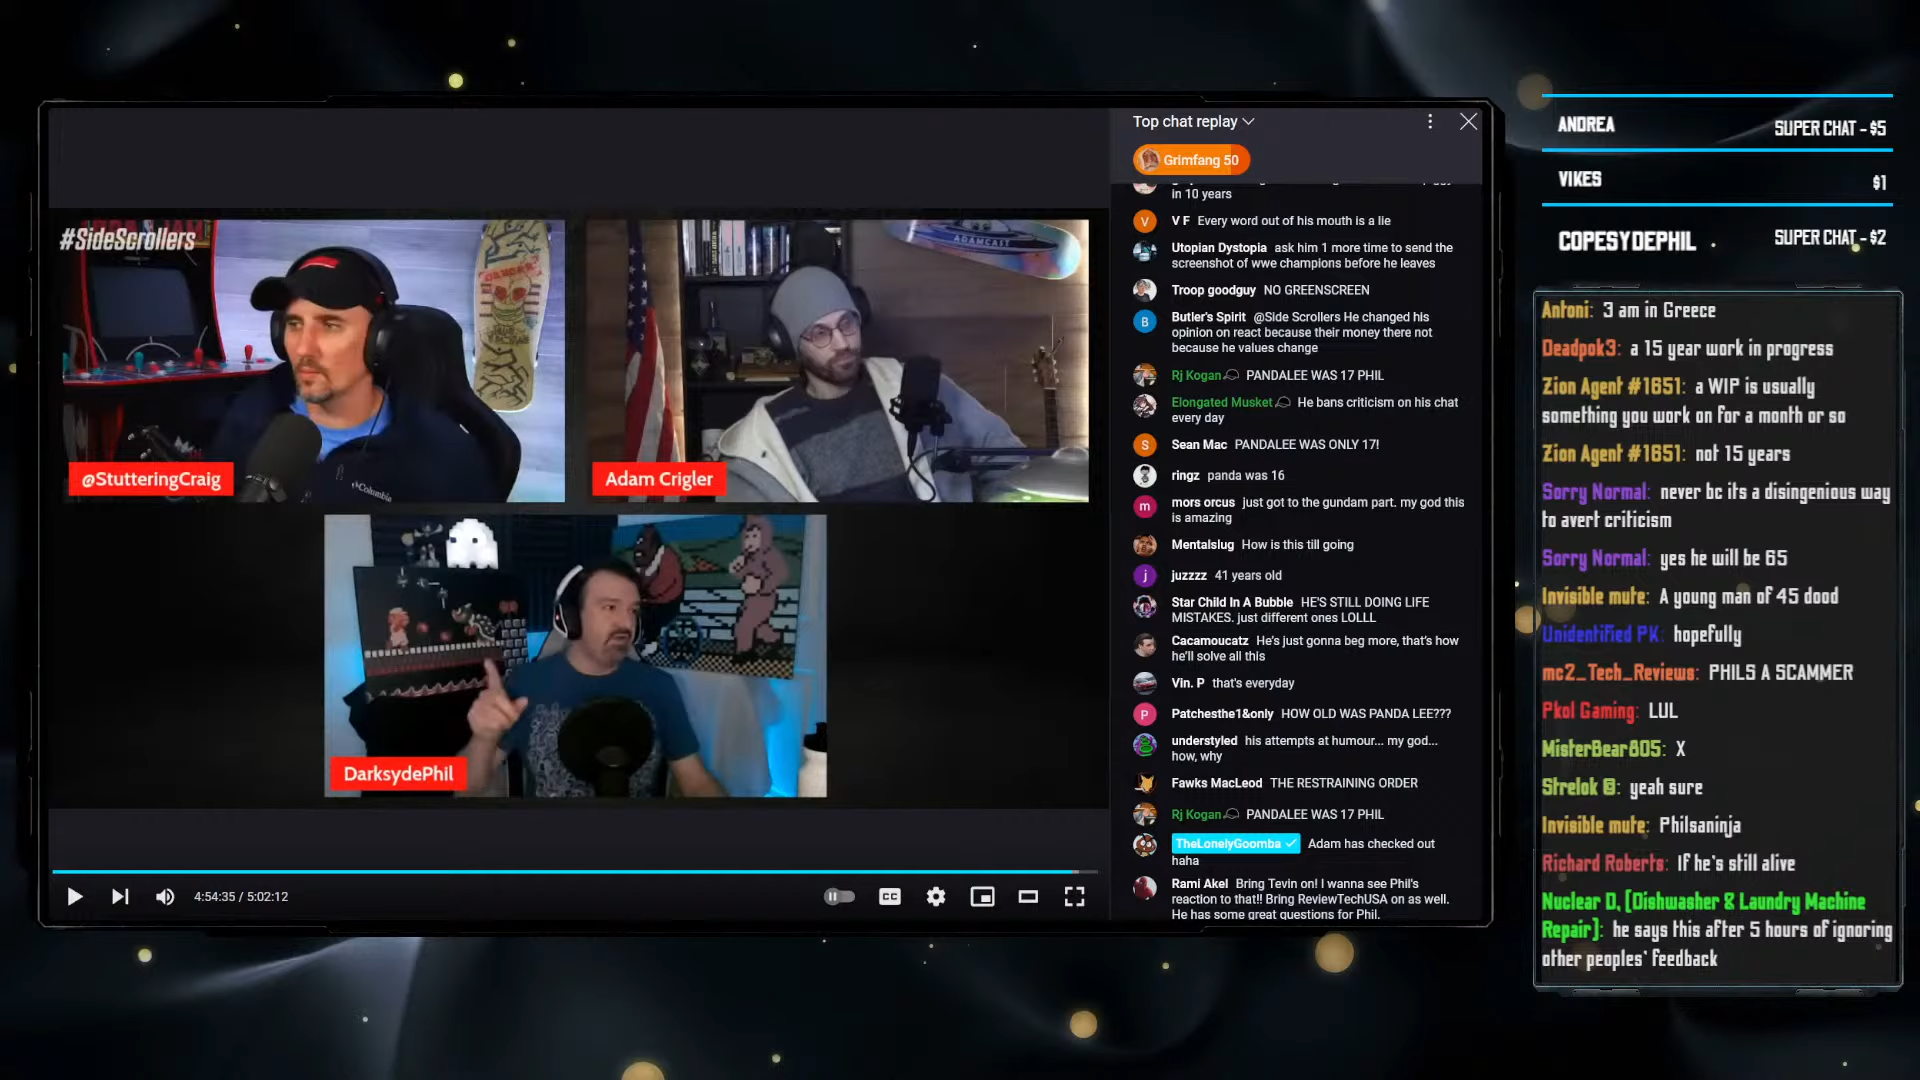 #SideScrollers
@StutteringCraig
ADAMCAST
Adam Crigler
DarksydePhil
4:54:35 / 5:02:12
CC
Top chat replay
Grimfang 50
in 10 years
V F Every word out of his mouth is a lie
Utopian Dystopia ask him 1 more time to send the
screenshot of wwe champions before he leaves
Troop goodguy NO GREENSCREEN
B
Butler's Spirit @Side Scrollers He changed his
opinion on react because their money there not
because he values change
Rj Kogan PANDALEE WAS 17 PHIL
Elongated Musket He bans criticism on his chat
every day
S
Sean Mac PANDALEE WAS ONLY 17!
ringz panda was 16
m
mors orcus just got to the gundam part. my god this
is amazing
Mentalslug How is this till going
j
juzzzz 41 years old
Star Child In A Bubble HE'S STILL DOING LIFE
MISTAKES. just different ones LOLLL
Cacamoucatz He's just gonna beg more, that's how
he'll solve all this
Vin. P that's everyday
P
Patchesthe1&only HOW OLD WAS PANDA LEE???
understyled his attempts at humour... my god...
how, why
Fawks MacLeod THE RESTRAINING ORDER
Rj Kogan PANDALEE WAS 17 PHIL
TheLonelyGoomba Adam has checked out
haha
Rami Akel Bring Tevin on! I wanna see Phil's
reaction to that!! Bring ReviewTechUSA on as well.
He has some great questions for Phil.
ANDREA SUPER CHAT - $5
VIKES $1
COPESYDEPHIL SUPER CHAT - $2
Antoni: 3 am in Greece
Deadpok3: a 15 year work in progress
Zion Agent #1651: a WIP is usually
something you work on for a month or so
Zion Agent #1651: not 15 years
Sorry Normal: never bc its a disingenious way
to avert criticism
Sorry Normal: yes he will be 65
Invisible mute: A young man of 45 dood
Unidentified PK: hopefully
mc2_Tech_Reviews: PHILS A SCAMMER
Pkol Gaming: LUL
MisterBear805: X
Strelok ©: yeah sure
Invisible mute: Philsaninja
Richard Roberts: If he's still alive
Nuclear D, [Dishwasher & Laundry Machine
Repair]: he says this after 5 hours of ignoring
other peoples' feedback